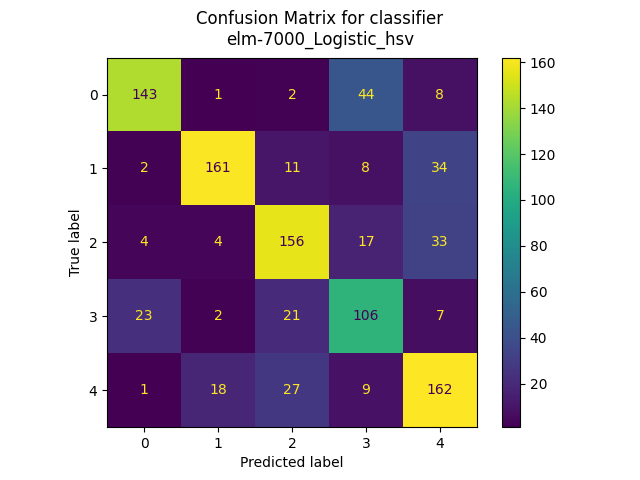 Confusion Matrix for classifier
elm-7000_Logistic_hsv
0 143 1 2 44 8
1 2 161 11 8 34
2 4 4 156 17 33
3 23 2 21 106 7
4 1 18 27 9 162
0 1 2 3 4
Predicted label
True label
160
140
120
100
80
60
40
20